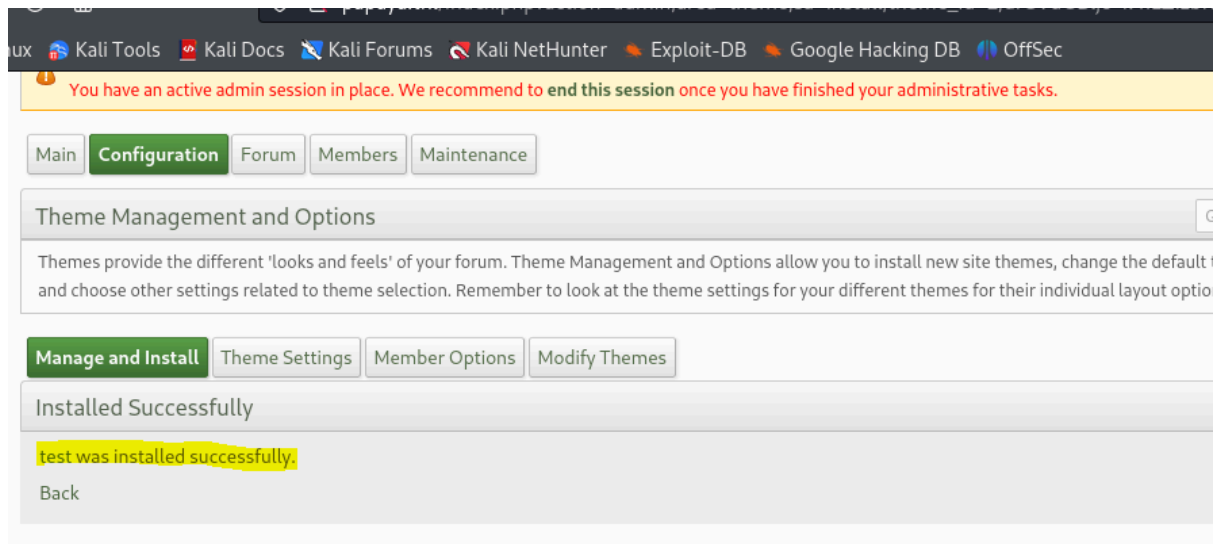 Kali Tools Kali Docs Kali Forums Kali NetHunter Exploit-DB Google Hacking DB OffSec
You have an active admin session in place. We recommend to end this session once you have finished your administrative tasks.
Main Configuration Forum Members Maintenance
Theme Management and Options
Themes provide the different 'looks and feels' of your forum. Theme Management and Options allow you to install new site themes, change the default
and choose other settings related to theme selection. Remember to look at the theme settings for your different themes for their individual layout
Manage and Install Theme Settings Member Options Modify Themes
Installed Successfully
test was installed successfully.
Back